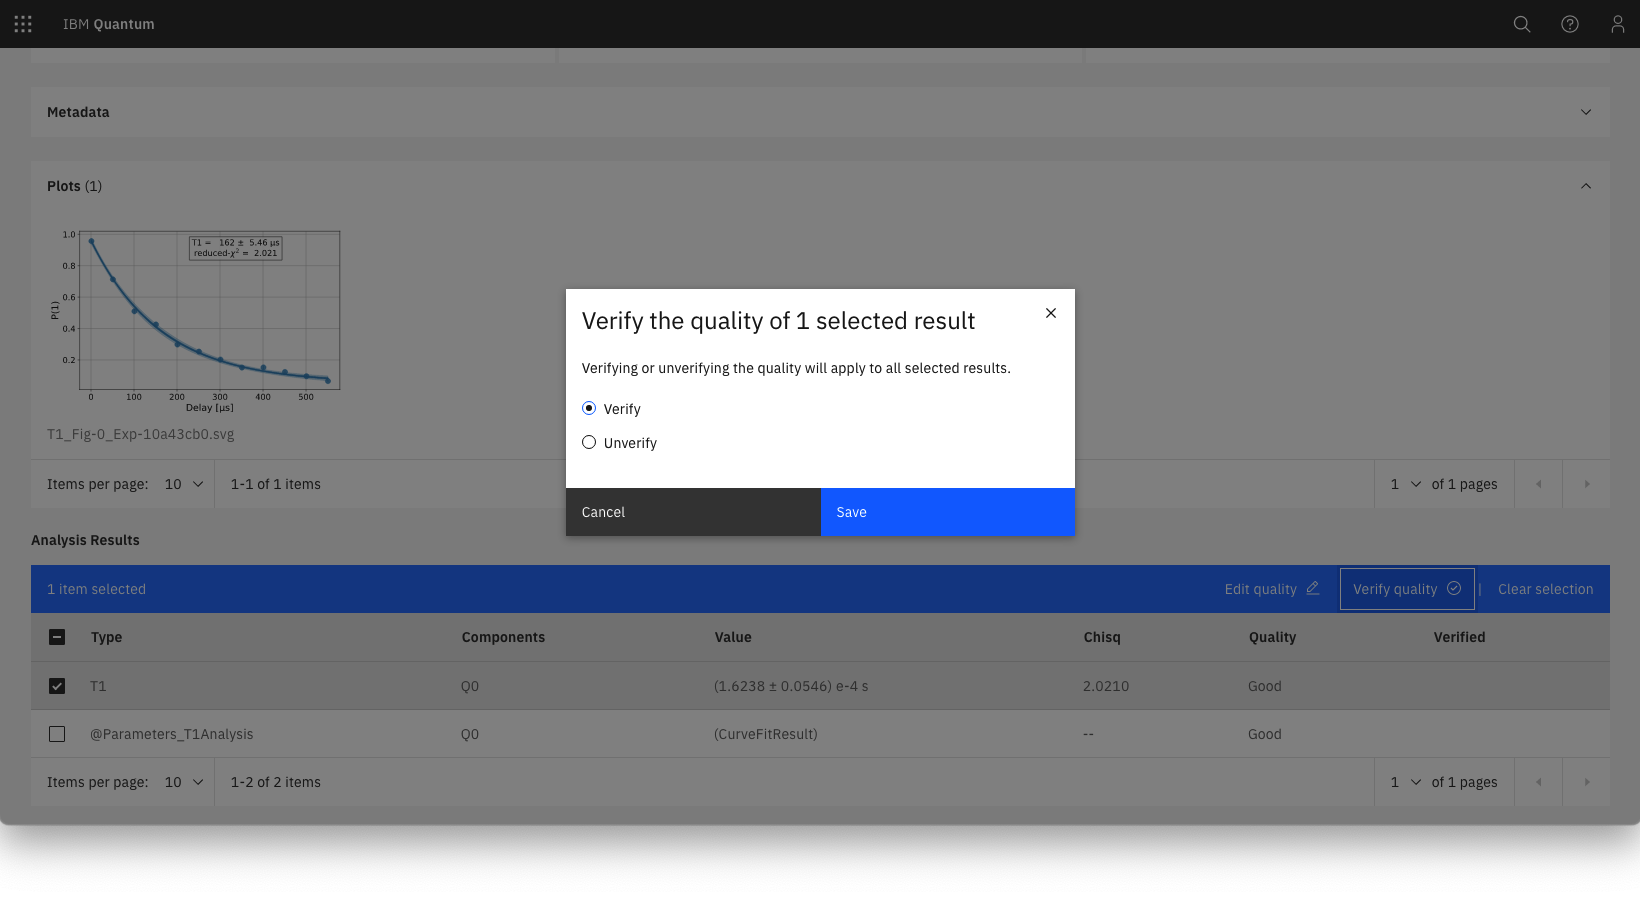 IBM Quantum
Metadata
Plots (1)
T1 = 162 ± 5.46 µs
reduced-χ² = 2.021
1.0
0.8
0.6
0.4
0.2
P(1)
0 100 200 300 400 500
Delay [µs]
T1_Fig-0_Exp-10a43cb0.svg
Items per page: 10 1-1 of 1 items 1 of 1 pages
Verify the quality of 1 selected result
Verifying or unverifying the quality will apply to all selected results.
Verify
Unverify
Cancel Save
Analysis Results
1 item selected Edit quality Verify quality | Clear selection
Type Components Value Chisq Quality Verified
T1 Q0 (1.6238 ± 0.0546) e-4 s 2.0210 Good
@Parameters_T1Analysis Q0 (CurveFitResult) -- Good
Items per page: 10 1-2 of 2 items 1 of 1 pages